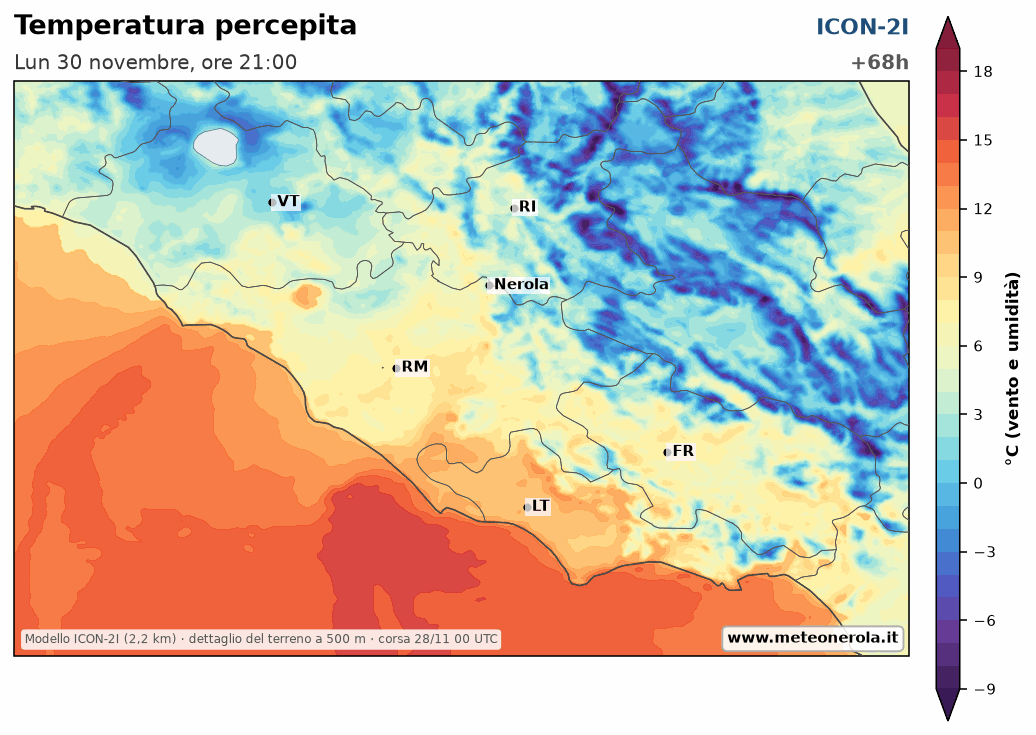 Temperatura percepita
ICON-2I
Lun 30 novembre, ore 21:00
+68h
VT
RI
Nerola
RM
FR
LT
Modello ICON-2I (2,2 km) · dettaglio del terreno a 500 m · corsa 28/11 00 UTC
www.meteonerola.it
18
15
12
9
6
3
0
−3
−6
−9
°C (vento e umidità)